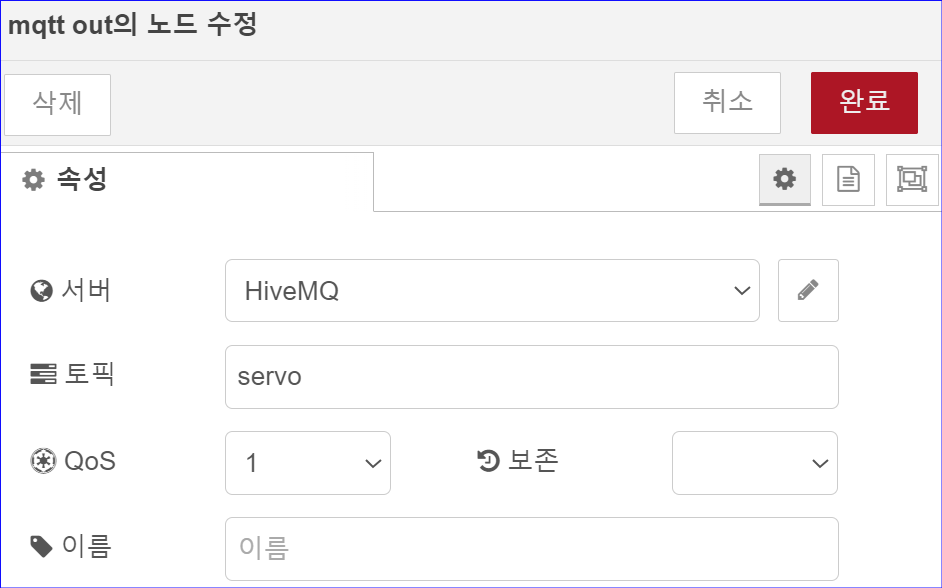 mqtt out의 노드 수정
삭제 취소 완료
속성
서버 HiveMQ
토픽 servo
QoS 1 보존
이름 이름